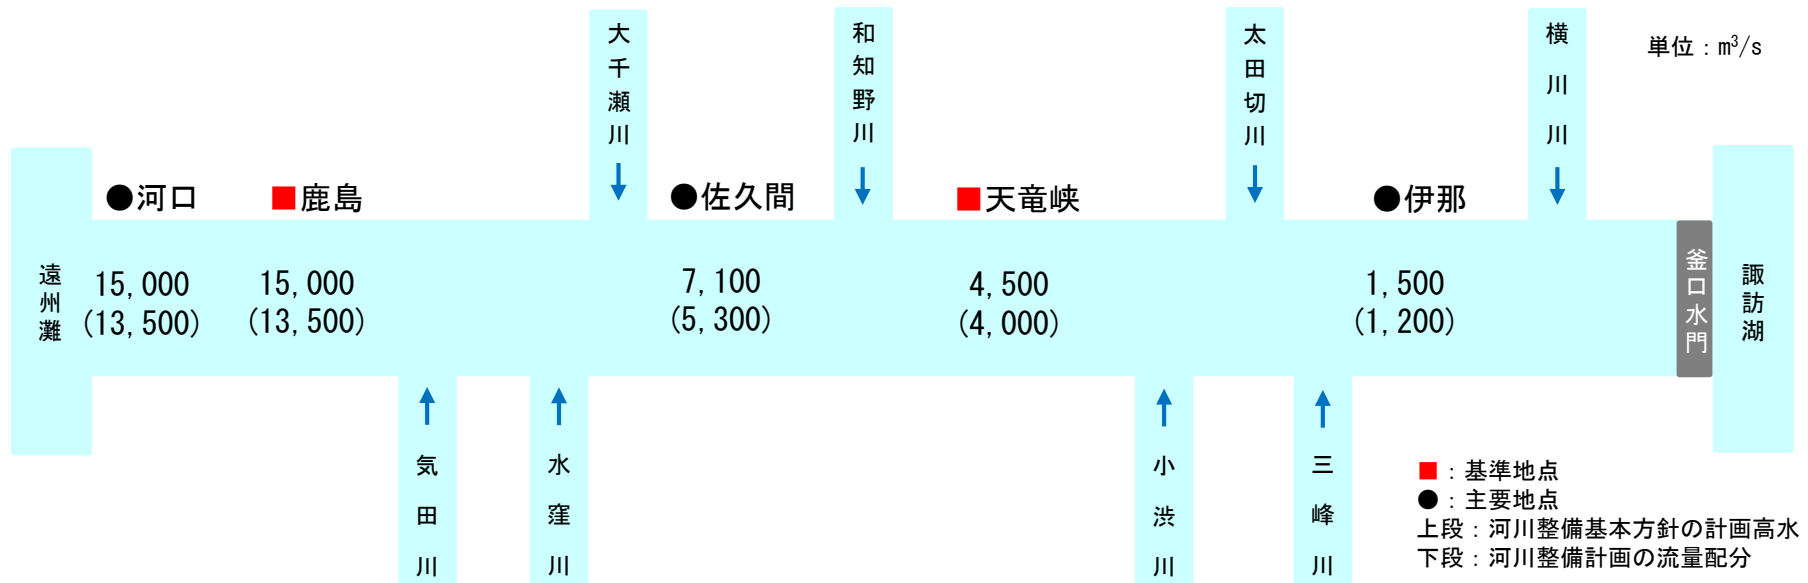 大千瀬川
和知野川
太田切川
横川川
単位：m³/s
●河口
■鹿島
●佐久間
■天竜峡
●伊那
遠州灘
15,000
(13,500)
15,000
(13,500)
7,100
(5,300)
4,500
(4,000)
1,500
(1,200)
釜口水門
諏訪湖
気田川
水窪川
小渋川
三峰川
■：基準地点
●：主要地点
上段：河川整備基本方針の計画高水
下段：河川整備計画の流量配分